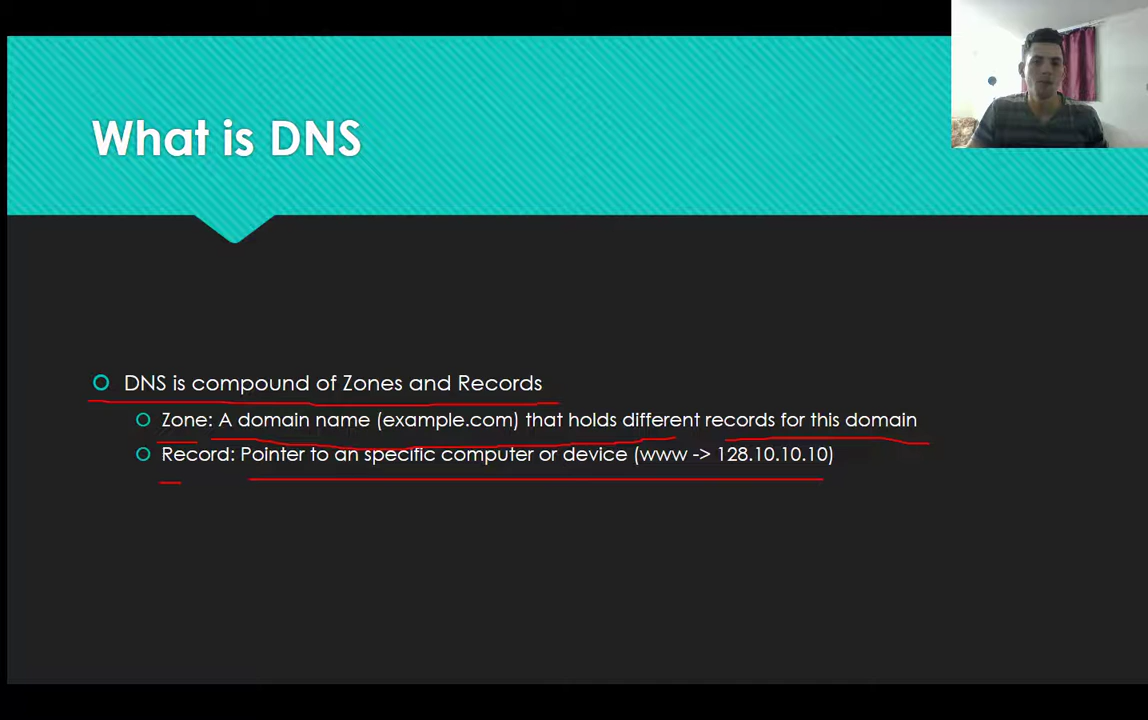 What is DNS
DNS is compound of Zones and Records
Zone: A domain name (example.com) that holds different records for this domain
Record: Pointer to an specific computer or device (www -> 128.10.10.10)